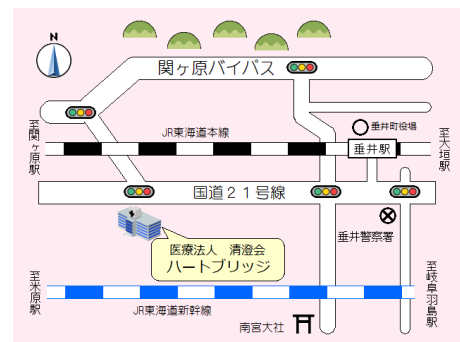 N
関ヶ原バイパス
至関ヶ原駅
JR東海道本線
垂井町役場
垂井駅
至大垣駅
国道21号線
垂井警察署
医療法人 清澄会
ハートブリッジ
至米原駅
至岐阜羽島駅
JR東海道新幹線
南宮大社